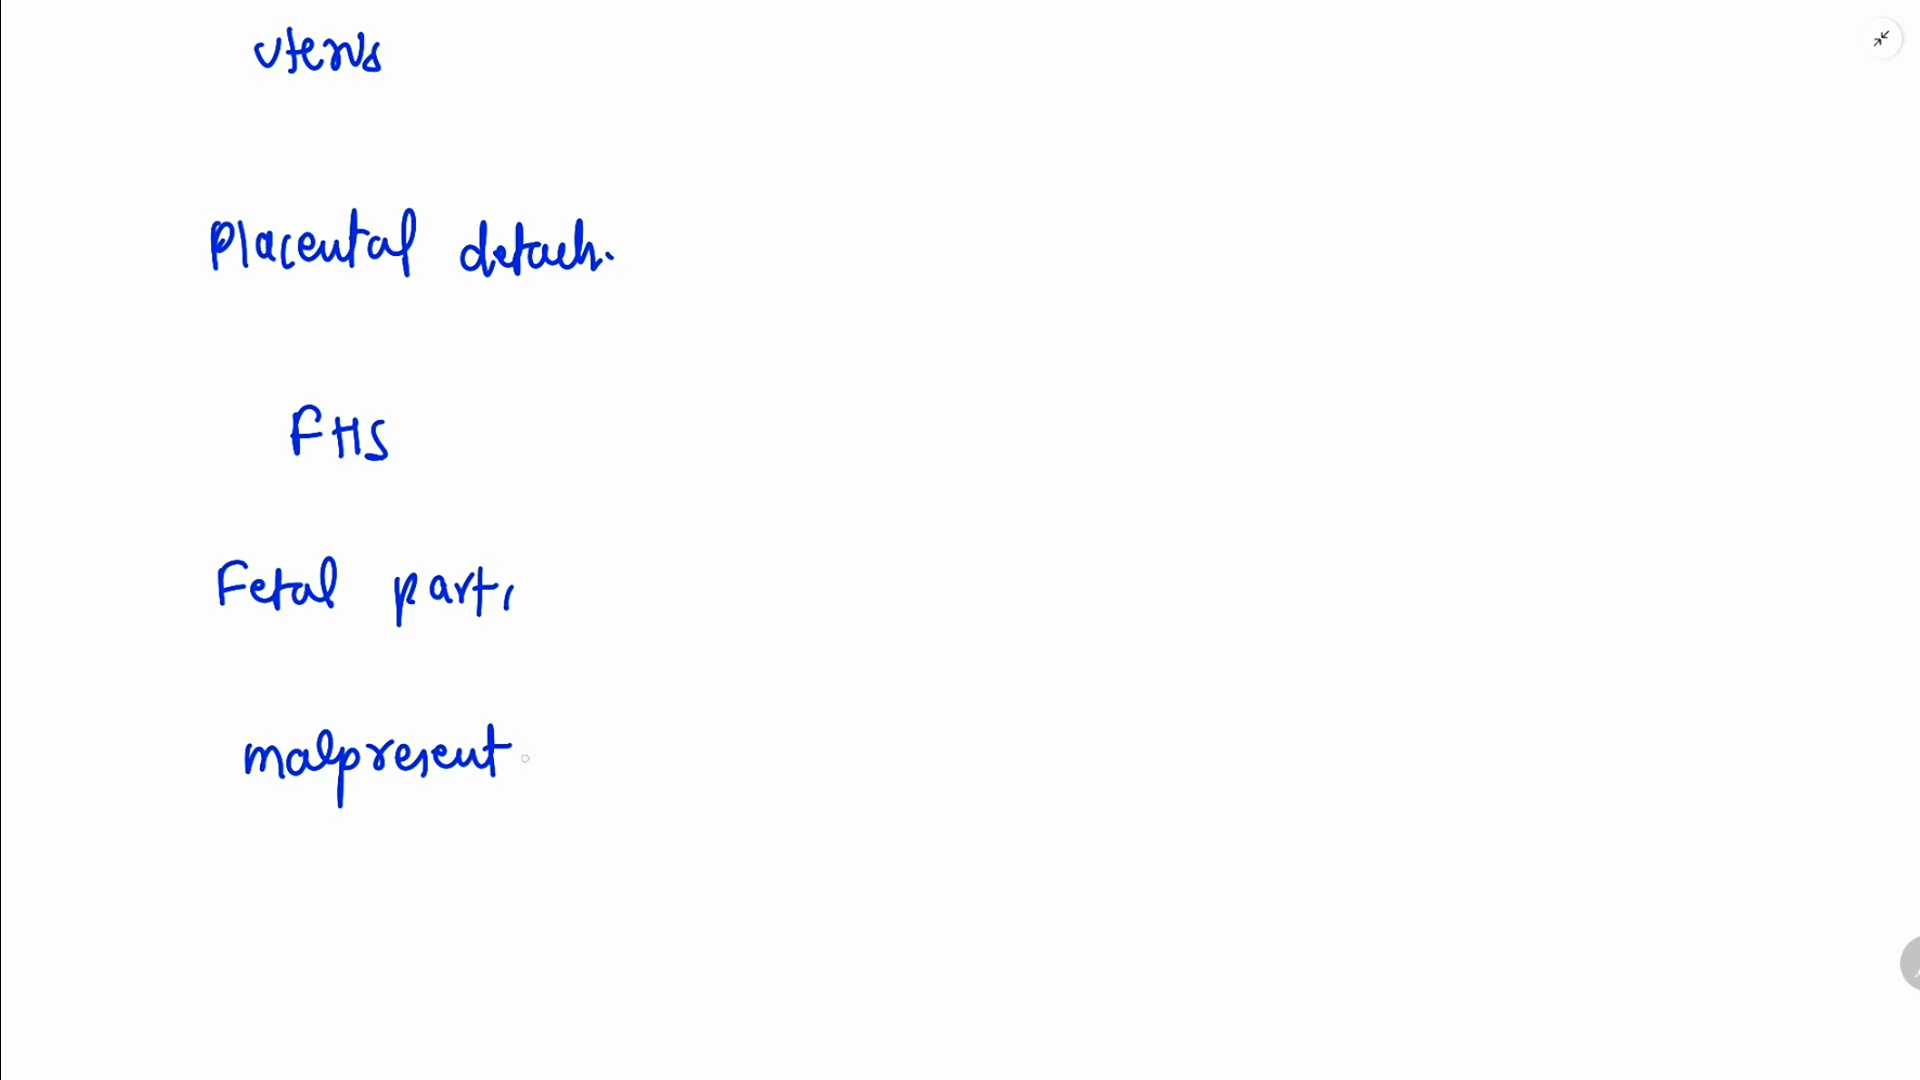 uterus
Placental detach.
FHS
Fetal parts
malpresent